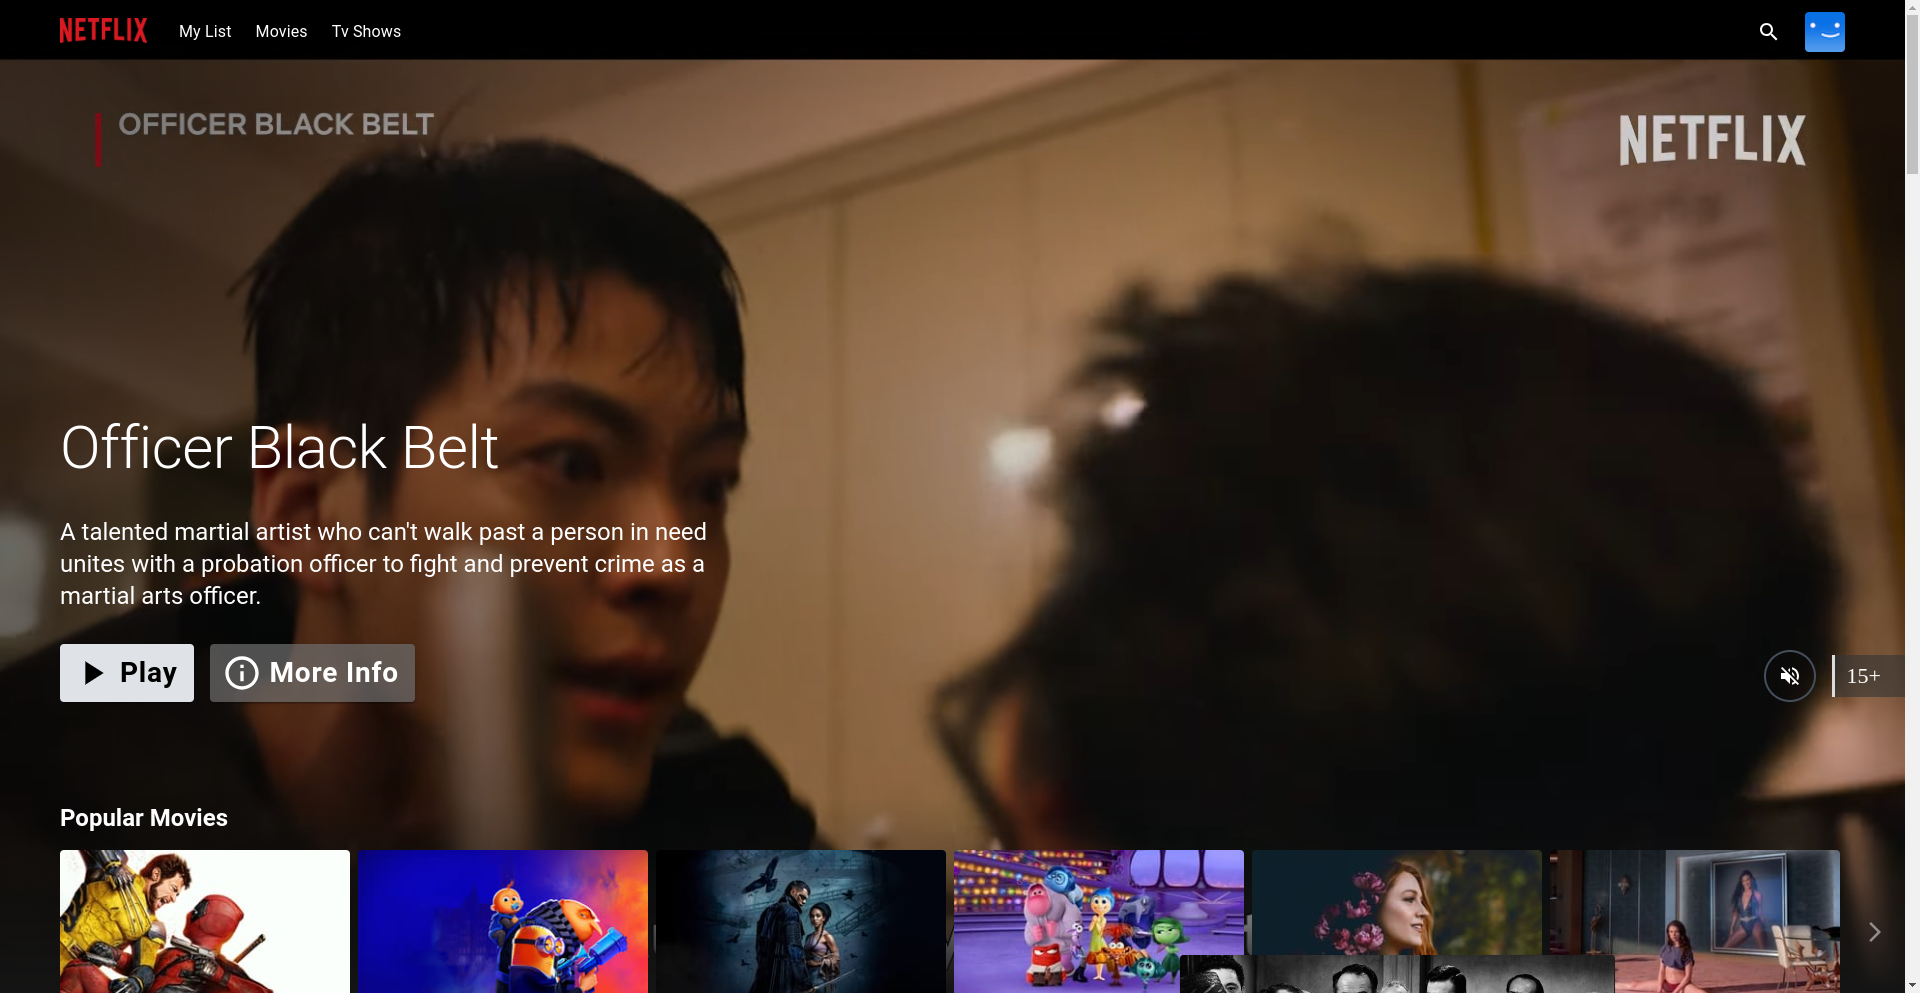 NETFLIX
My List
Movies
Tv Shows
OFFICER BLACK BELT
NETFLIX
Officer Black Belt
A talented martial artist who can't walk past a person in need
unites with a probation officer to fight and prevent crime as a
martial arts officer.
Play
More Info
15+
Popular Movies